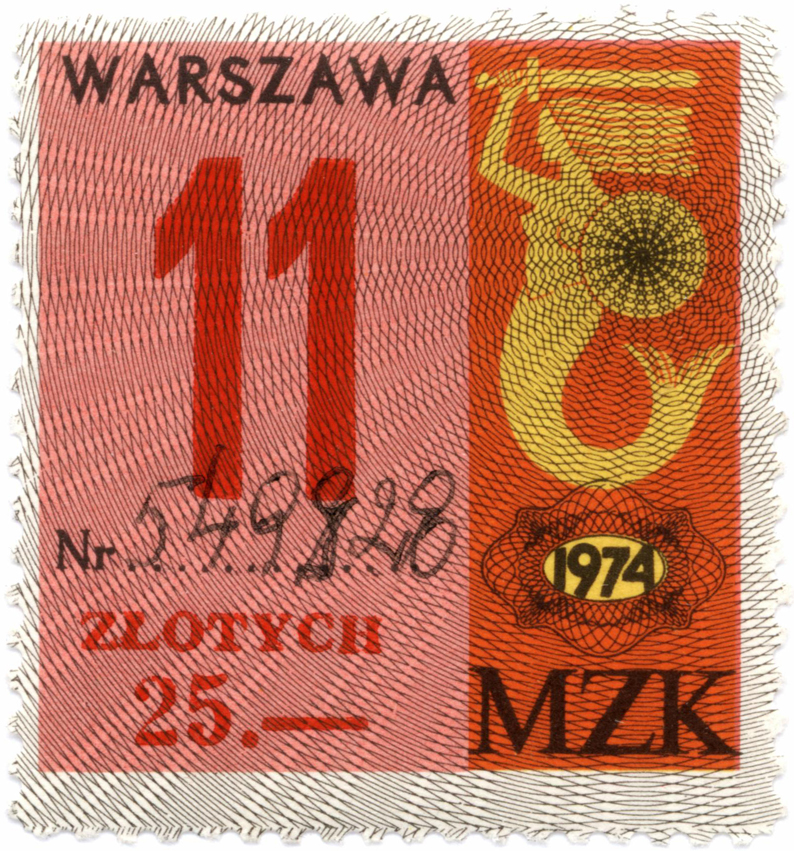 WARSZAWA
11
Nr 549828
ZŁOTYCH
25.—
1974
MZK